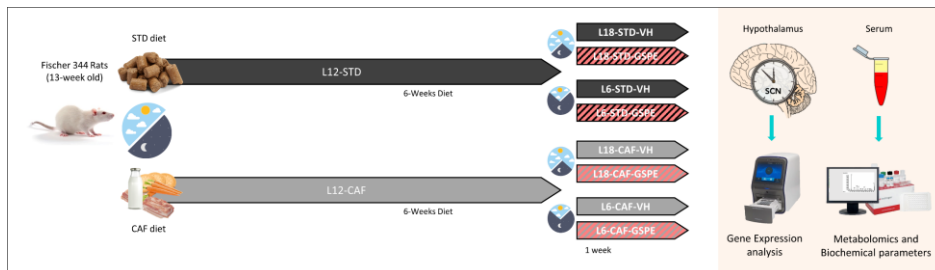 STD diet
Fischer 344 Rats
(13-week old)
L12-STD
6-Weeks Diet
L18-STD-VH
L18-STD-GSPE
L6-STD-VH
L6-STD-GSPE
L12-CAF
6-Weeks Diet
CAF diet
L18-CAF-VH
L18-CAF-GSPE
L6-CAF-VH
L6-CAF-GSPE
1 week
Hypothalamus
SCN
Gene Expression
analysis
Serum
Metabolomics and
Biochemical parameters